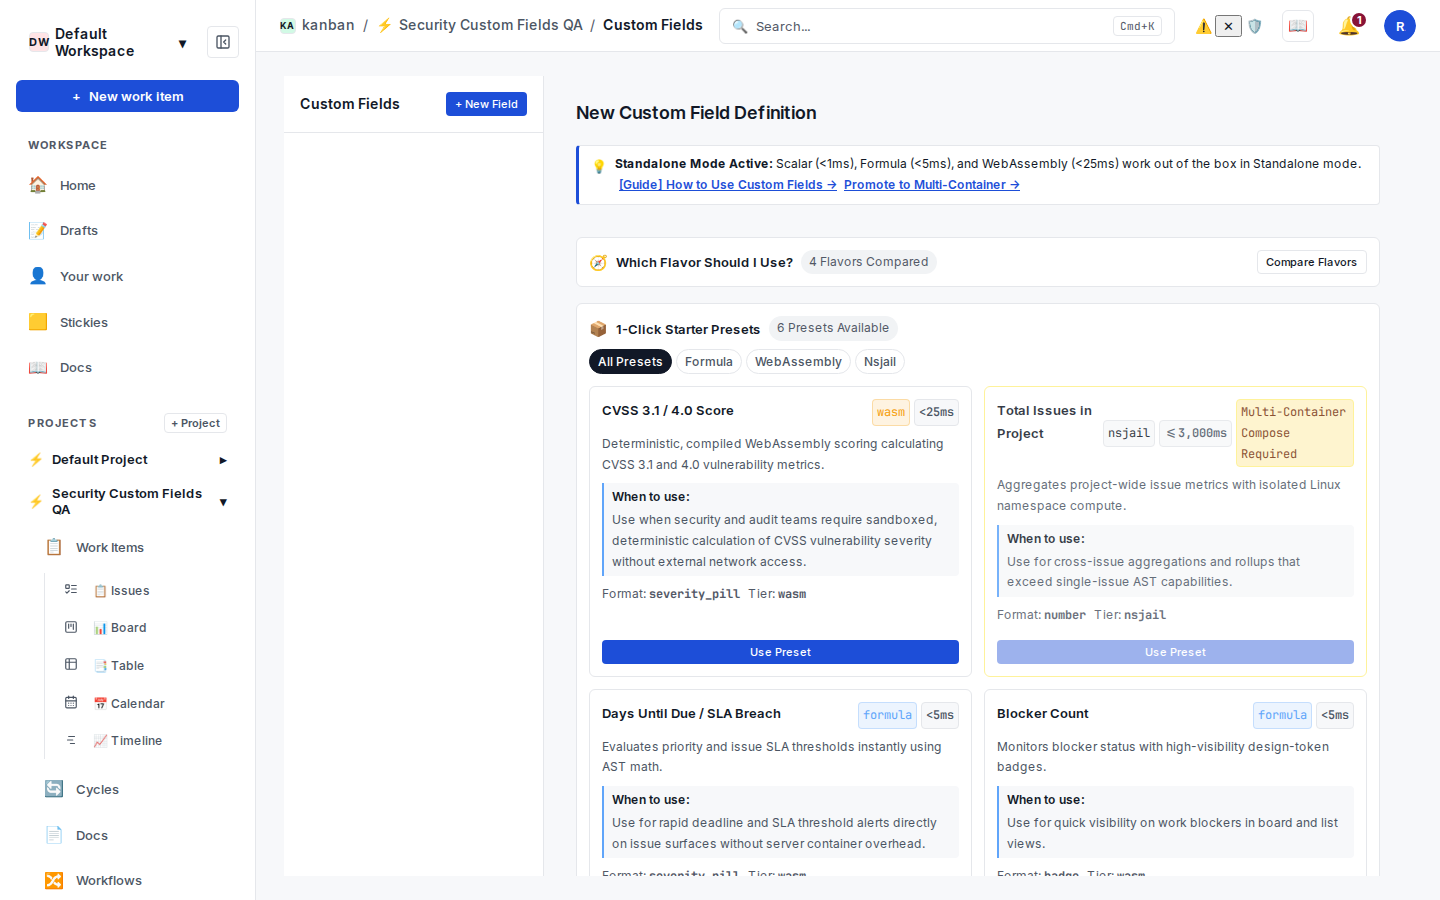 DW
Default
Workspace
+ New work item
WORKSPACE
Home
Drafts
Your work
Stickies
Docs
PROJECTS
+ Project
Default Project
Security Custom Fields
QA
Work Items
Issues
Board
Table
Calendar
Timeline
Cycles
Docs
Workflows
KA kanban / Security Custom Fields QA / Custom Fields
Search...
Cmd+K
1
R
Custom Fields
+ New Field
New Custom Field Definition
Standalone Mode Active: Scalar (<1ms), Formula (<5ms), and WebAssembly (<25ms) work out of the box in Standalone mode.
[Guide] How to Use Custom Fields → Promote to Multi-Container →
Which Flavor Should I Use? 4 Flavors Compared
Compare Flavors
1-Click Starter Presets 6 Presets Available
All Presets Formula WebAssembly Nsjail
CVSS 3.1 / 4.0 Score
wasm <25ms
Deterministic, compiled WebAssembly scoring calculating
CVSS 3.1 and 4.0 vulnerability metrics.
When to use:
Use when security and audit teams require sandboxed,
deterministic calculation of CVSS vulnerability severity
without external network access.
Format: severity_pill Tier: wasm
Use Preset
Total Issues in
Project
nsjail ≤3,000ms
Multi-Container
Compose
Required
Aggregates project-wide issue metrics with isolated Linux
namespace compute.
When to use:
Use for cross-issue aggregations and rollups that
exceed single-issue AST capabilities.
Format: number Tier: nsjail
Use Preset
Days Until Due / SLA Breach
formula <5ms
Evaluates priority and issue SLA thresholds instantly using
AST math.
When to use:
Use for rapid deadline and SLA threshold alerts directly
on issue surfaces without server container overhead.
Format: severity_pill Tier: wasm
Blocker Count
formula <5ms
Monitors blocker status with high-visibility design-token
badges.
When to use:
Use for quick visibility on work blockers in board and list
views.
Format: badge Tier: wasm